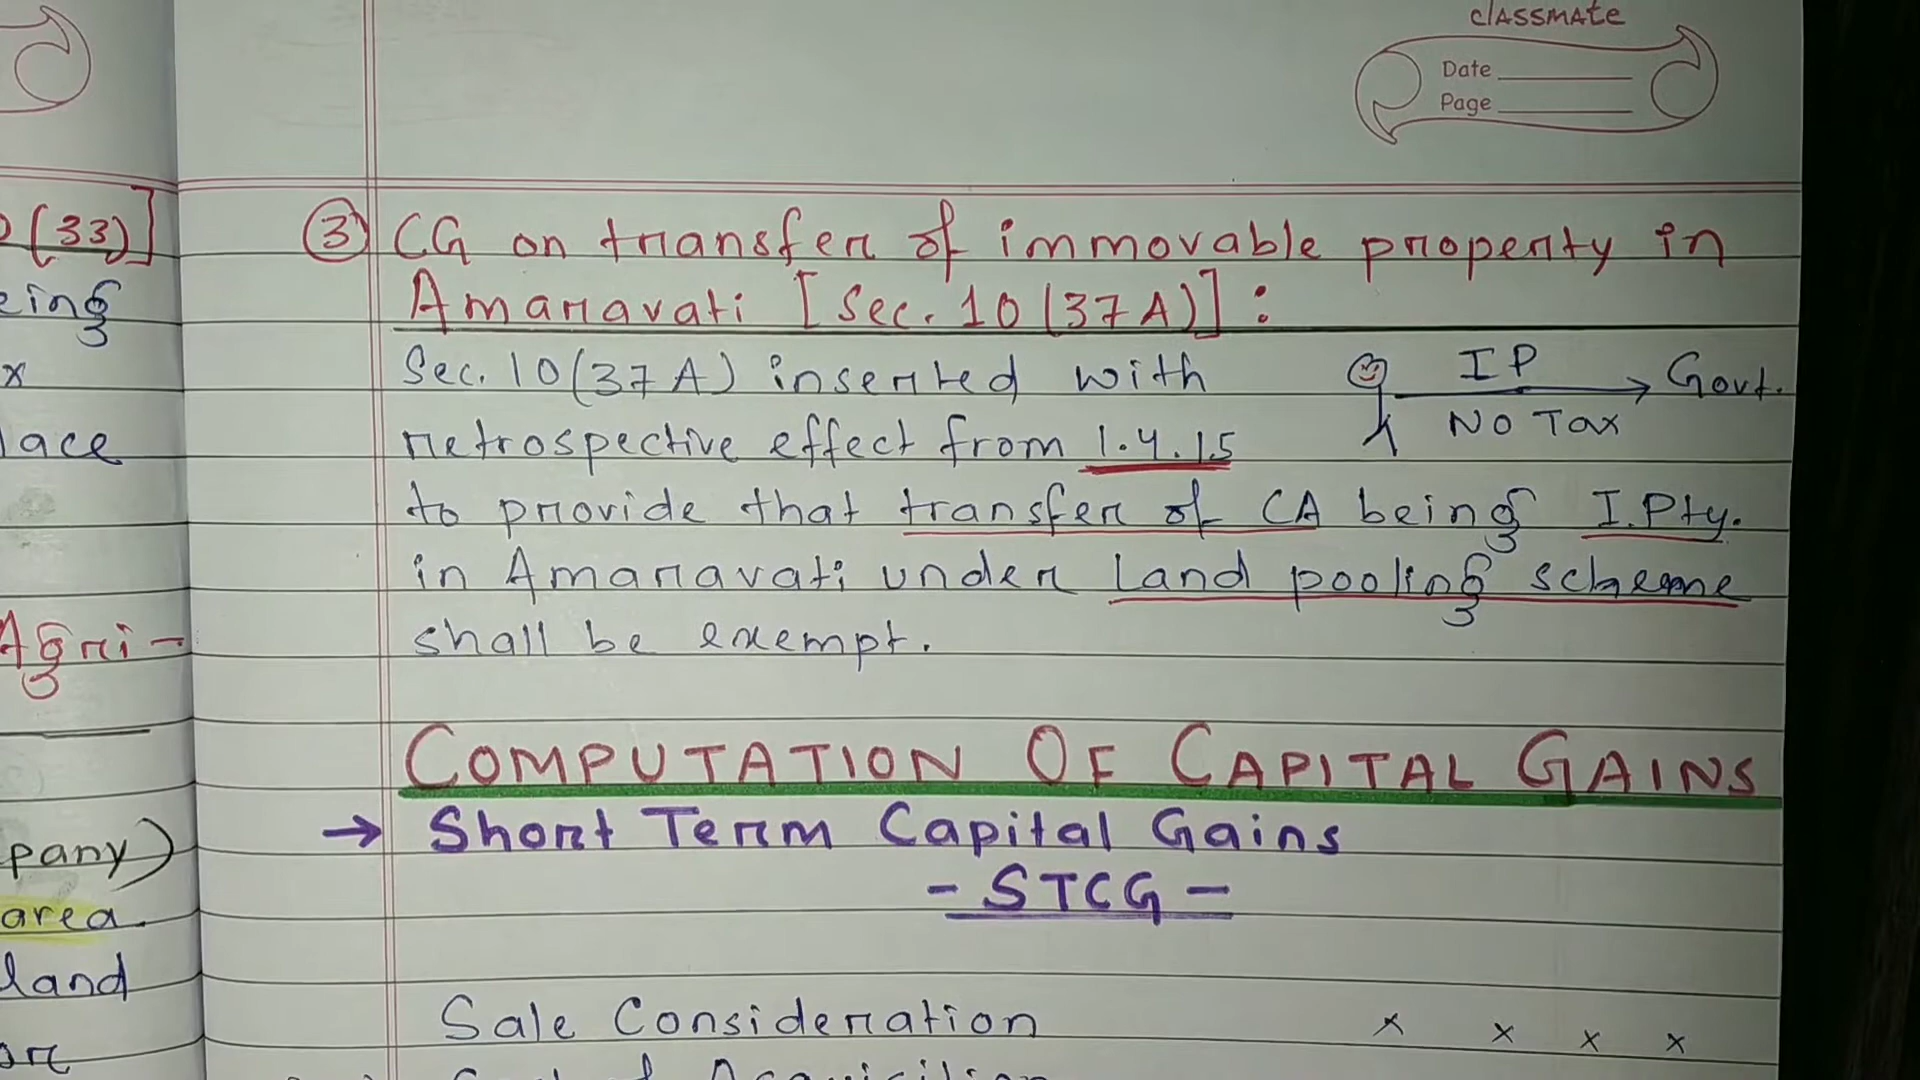 classmate
Date
Page
(33)]
x
lace
Agri-
pany)
area
land
③ CG on transfer of immovable property in
Amaravati [Sec. 10 (37A)] :
Sec. 10(37A) inserted with
retrospective effect from 1.4.15
IP
Govt.
NO Tax
to provide that transfer of CA being I.Pty.
in Amaravati under land pooling scheme
shall be exempt.
COMPUTATION OF CAPITAL GAINS
→ Short Term Capital Gains
- STCG -
Sale Consideration x x x x